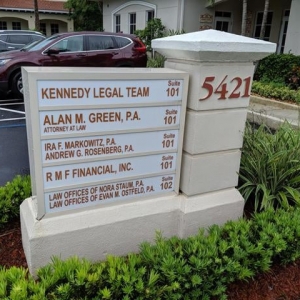 5421
KENNEDY LEGAL TEAM Suite 101
ALAN M. GREEN, P.A. Suite 101
ATTORNEY AT LAW
IRA F. MARKOWITZ, P.A. Suite 101
ANDREW G. ROSENBERG, P.A.
R M F FINANCIAL, INC. Suite 101
LAW OFFICES OF NORA STAUM, P.A. Suite 102
LAW OFFICES OF EVAN M. OSTFELD, P.A.